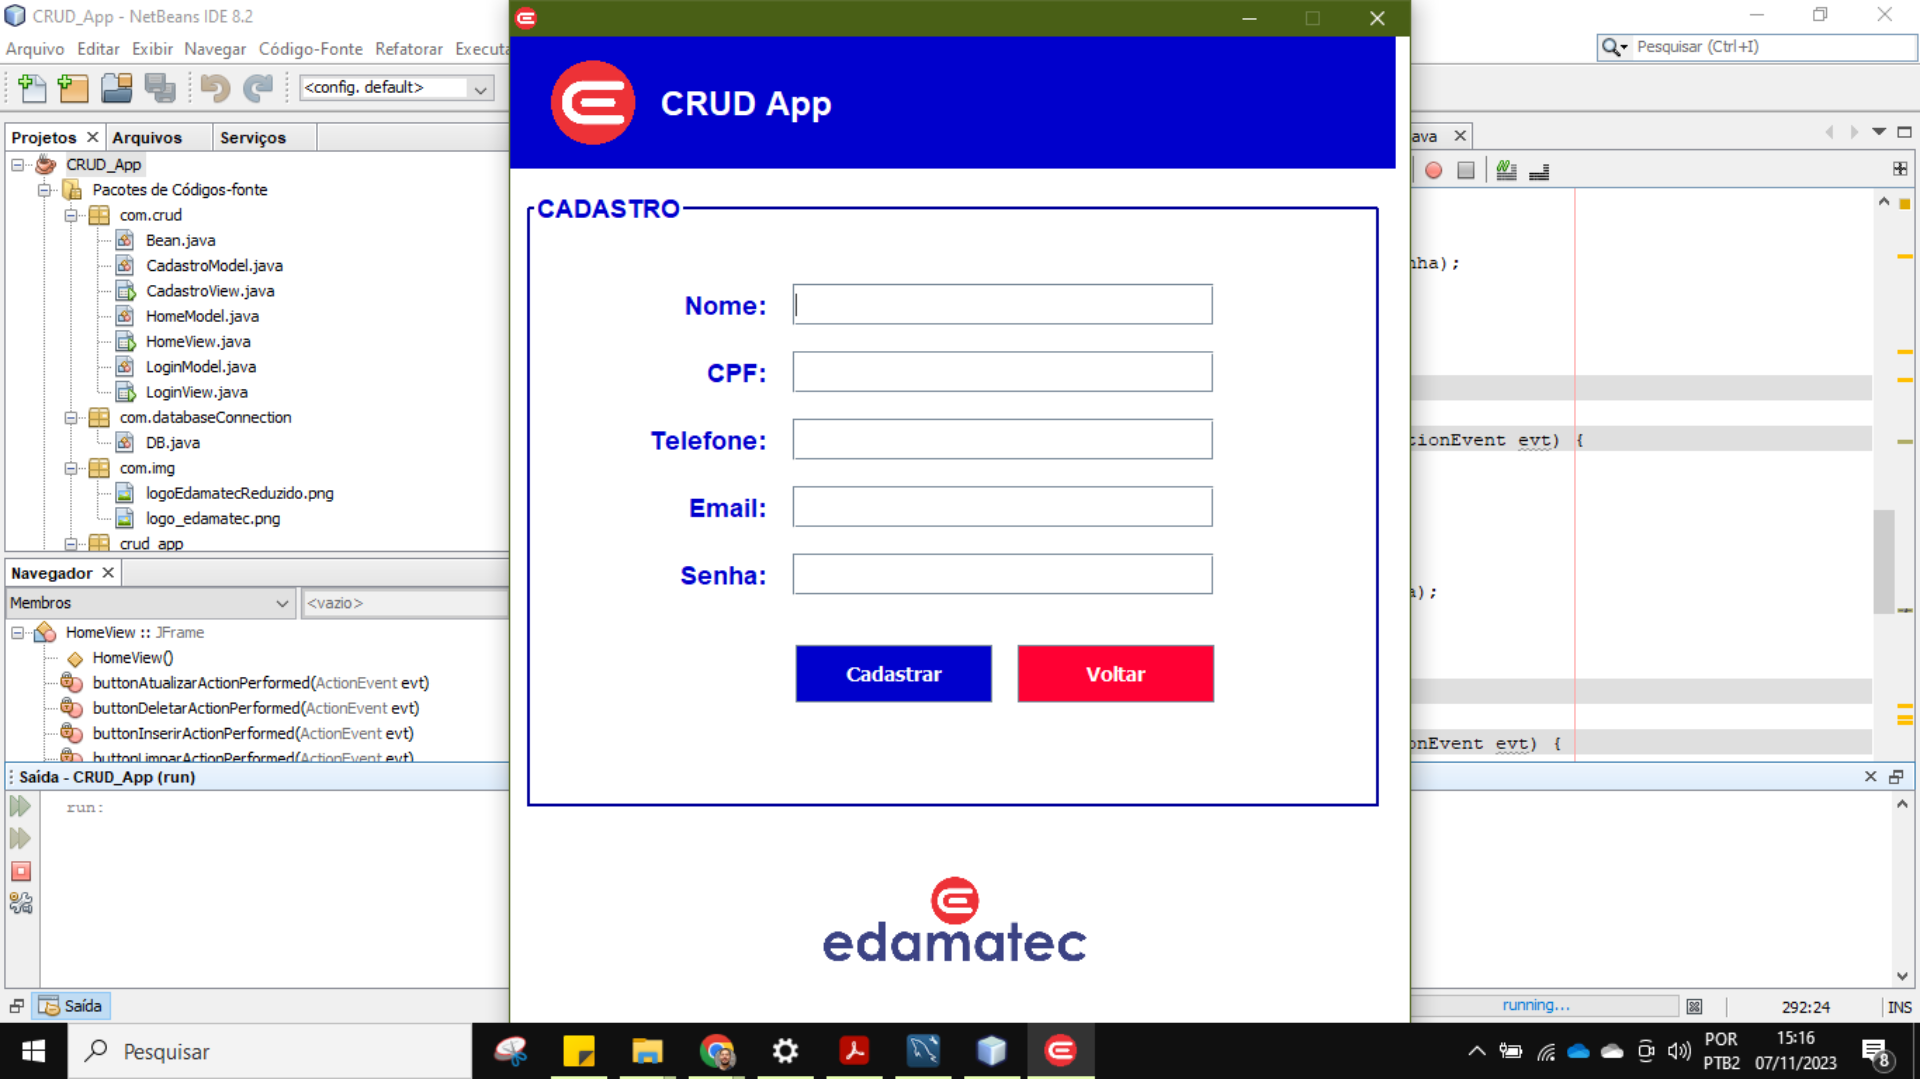 CRUD_App - NetBeans IDE 8.2
Arquivo Editar Exibir Navegar Código-Fonte Refatorar Executa
Pesquisar (Ctrl+I)
<config. default>
CRUD App
Projetos
Arquivos
Serviços
ava
CRUD_App
Pacotes de Códigos-fonte
com.crud
Bean.java
CadastroModel.java
CadastroView.java
HomeModel.java
HomeView.java
LoginModel.java
LoginView.java
com.databaseConnection
DB.java
com.img
logoEdamatecReduzido.png
logo_edamatec.png
crud_app
CADASTRO
Nome:
CPF:
Telefone:
Email:
Senha:
Cadastrar
Voltar
edamatec
nha);
tionEvent evt) {
a);
onEvent evt) {
Navegador
Membros
<vazio>
HomeView :: JFrame
HomeView()
buttonAtualizarActionPerformed(ActionEvent evt)
buttonDeletarActionPerformed(ActionEvent evt)
buttonInserirActionPerformed(ActionEvent evt)
buttonLimparActionPerformed(ActionEvent evt)
Saída - CRUD_App (run)
run:
Saída
running...
292:24
INS
Pesquisar
POR
PTB2
15:16
07/11/2023
8